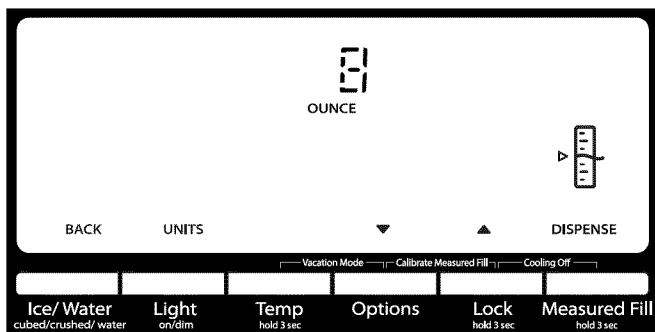 8
OUNCE
BACK UNITS ▼ ▲ DISPENSE
Vacation Mode Calibrate Measured Fill Cooling Off
Ice/ Water Light Temp Options Lock Measured Fill
cubed/crushed/ water on/dim hold 3 sec hold 3 sec hold 3 sec